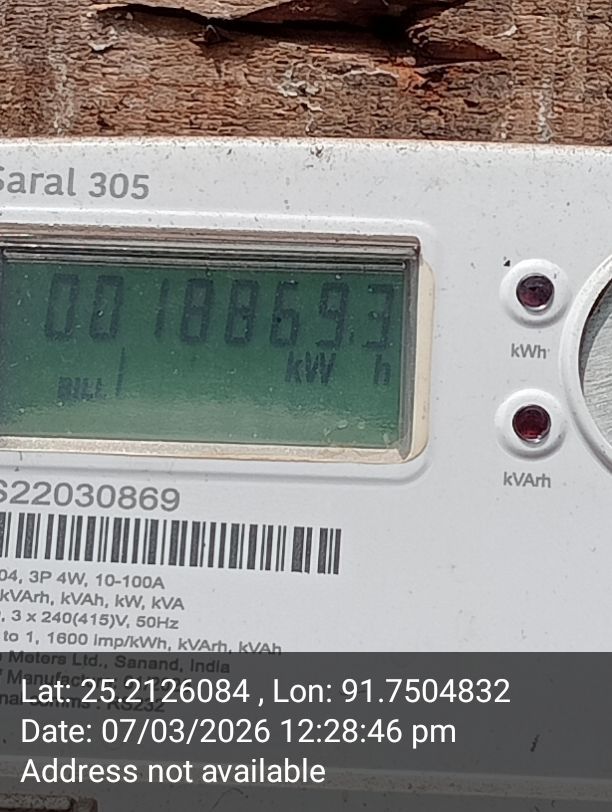 Saral 305
0018869.3
kW h
BILL
S22030869
04, 3P 4W, 10-100A
kVArh, kVAh, kW, kVA
3 x 240(415)V, 50Hz
to 1, 1600 imp/kWh, kVArh, kVAh
Meters Ltd., Sanand, India
kWh
kVArh
Lat: 25.2126084 , Lon: 91.7504832
Date: 07/03/2026 12:28:46 pm
Address not available